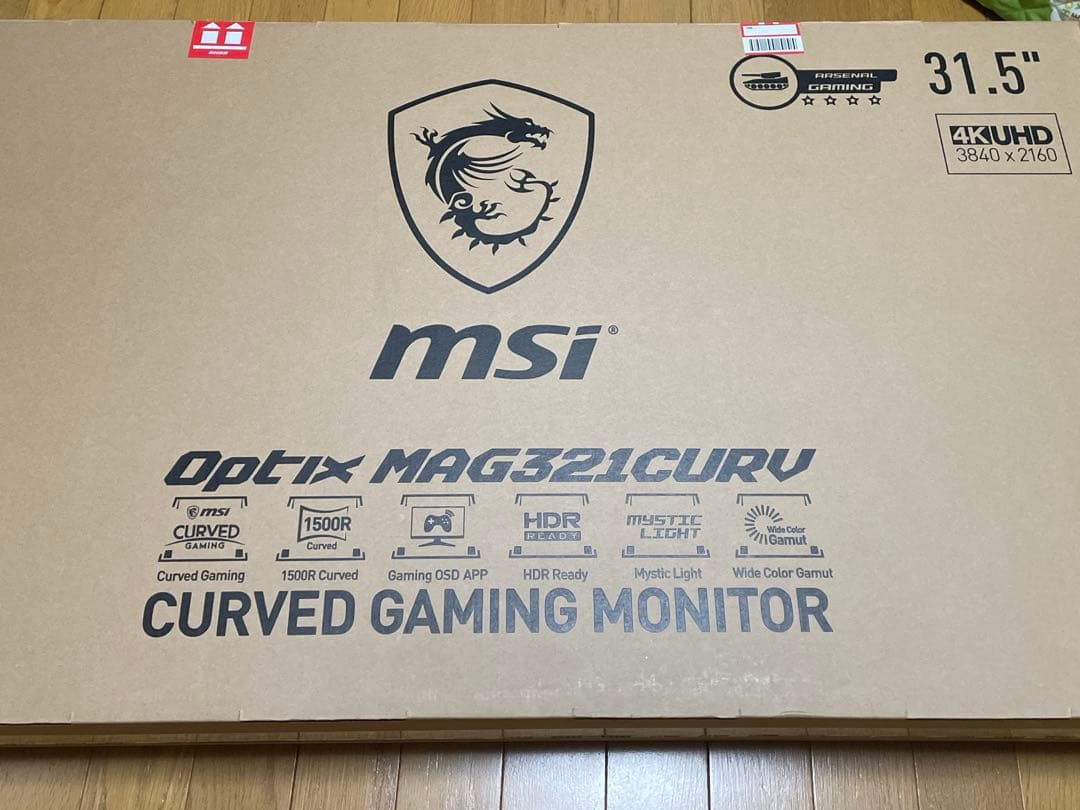 ARSENAL
GAMING
31.5"
4K UHD
3840 x 2160
msi®
Optix MAG321CURV
msi
CURVED
GAMING
1500R
Curved
HDR
READY
MYSTIC
LIGHT
Wide Color
Gamut
Curved Gaming
1500R Curved
Gaming OSD APP
HDR Ready
Mystic Light
Wide Color Gamut
CURVED GAMING MONITOR